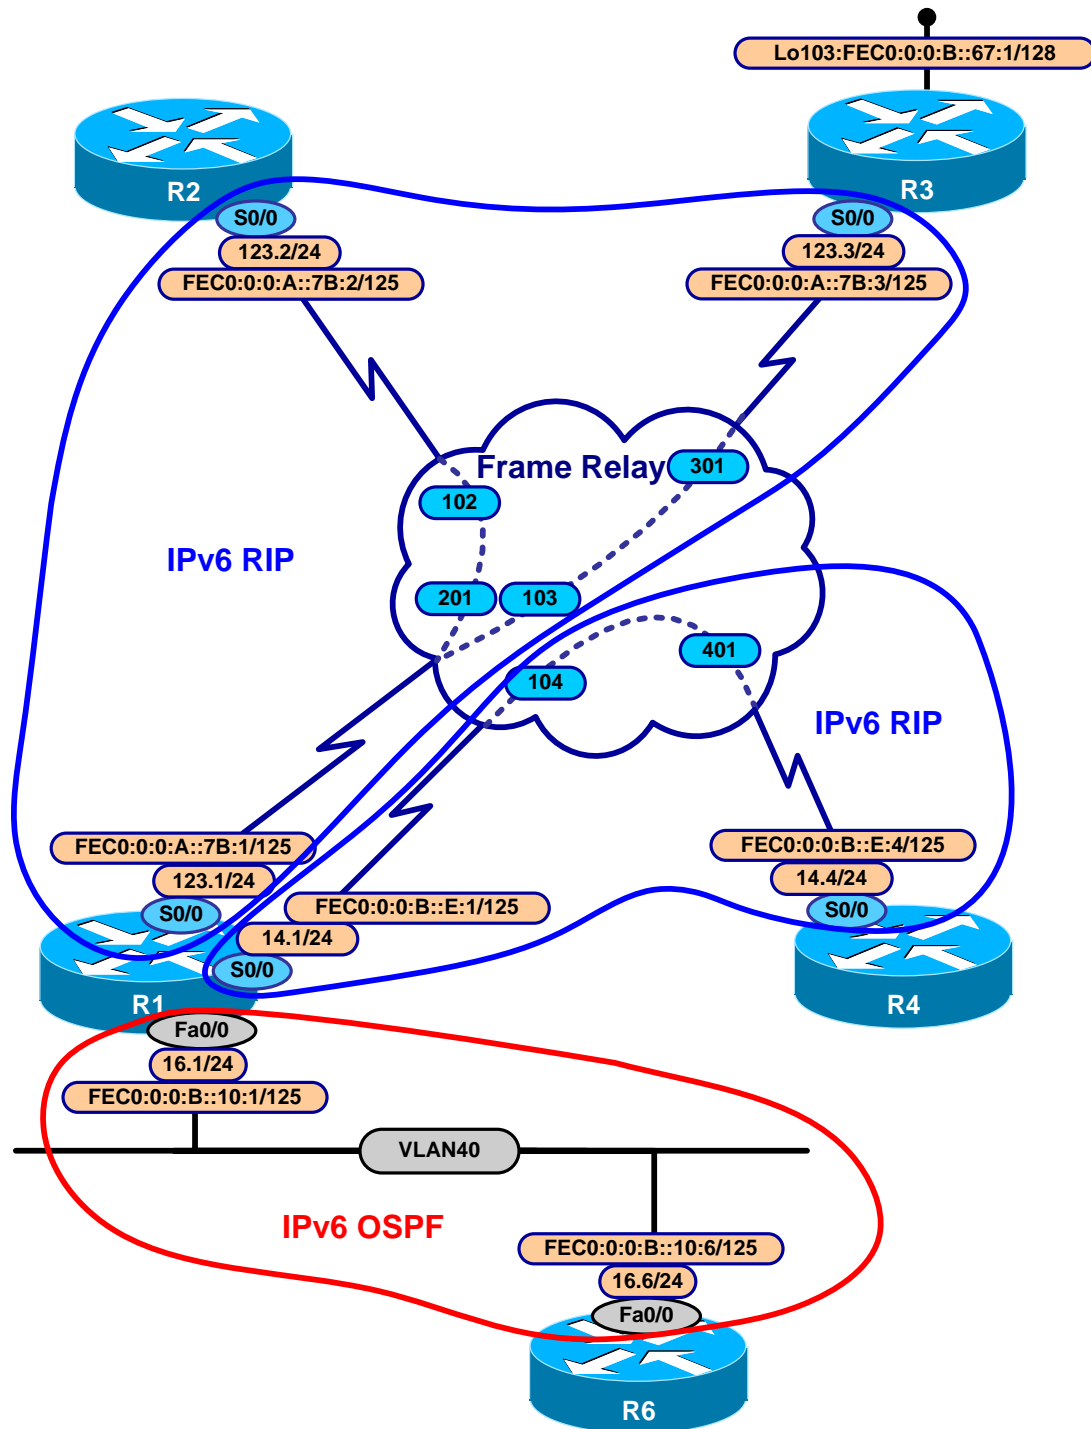 Lo103:FEC0:0:0:B::67:1/128
R2
R3
S0/0
S0/0
123.2/24
123.3/24
FEC0:0:0:A::7B:2/125
FEC0:0:0:A::7B:3/125
Frame Relay
301
102
IPv6 RIP
201
103
401
104
IPv6 RIP
FEC0:0:0:A::7B:1/125
FEC0:0:0:B::E:4/125
123.1/24
14.4/24
S0/0
FEC0:0:0:B::E:1/125
S0/0
14.1/24
S0/0
R1
R4
Fa0/0
16.1/24
FEC0:0:0:B::10:1/125
VLAN40
IPv6 OSPF
FEC0:0:0:B::10:6/125
16.6/24
Fa0/0
R6